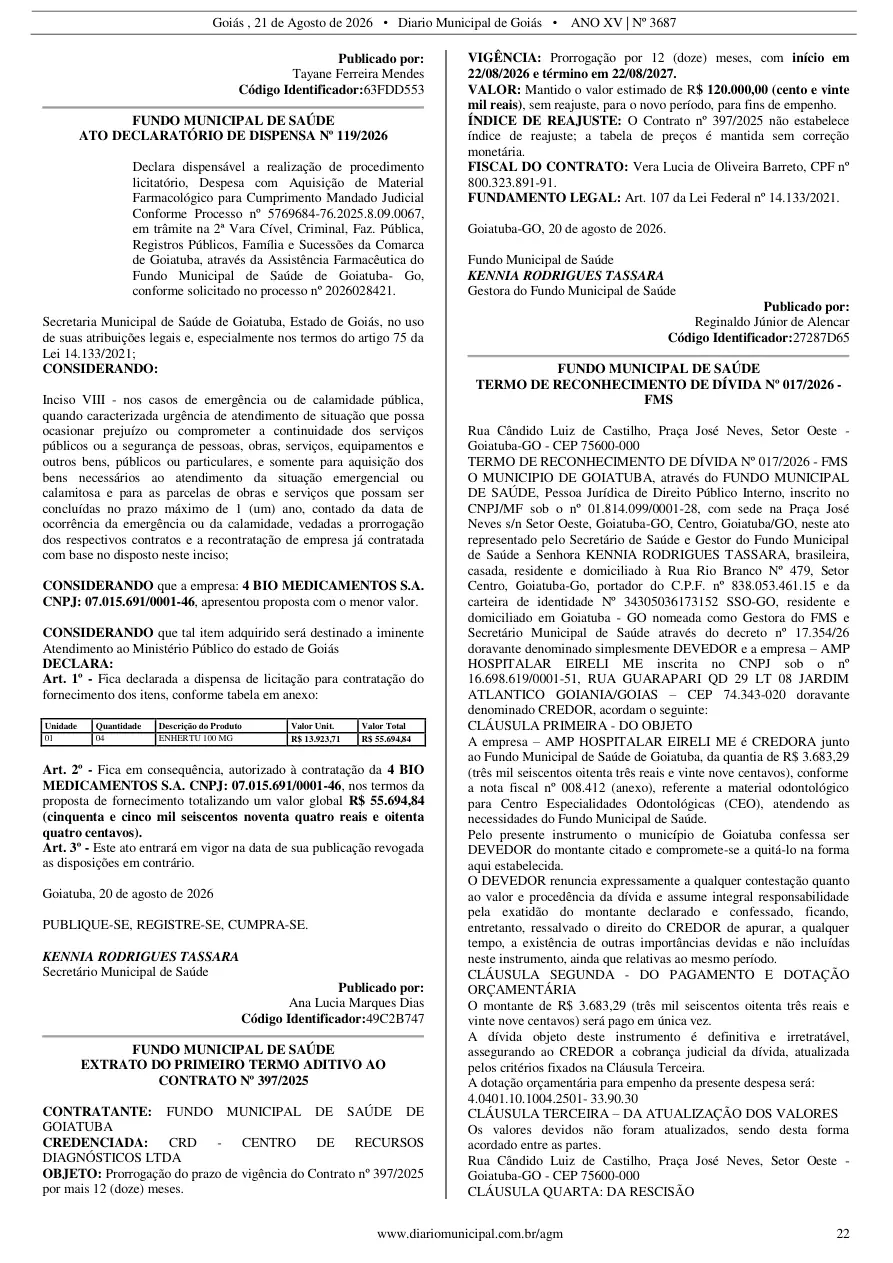 Goiás , 21 de Agosto de 2026 • Diario Municipal de Goiás • ANO XV | Nº 3687
Publicado por:
Tayane Ferreira Mendes
Código Identificador:63FDD553
FUNDO MUNICIPAL DE SAÚDE
ATO DECLARATÓRIO DE DISPENSA Nº 119/2026
Declara dispensável a realização de procedimento
licitatório, Despesa com Aquisição de Material
Farmacológico para Cumprimento Mandado Judicial
Conforme Processo nº 5769684-76.2025.8.09.0067,
em trâmite na 2ª Vara Cível, Criminal, Faz. Pública,
Registros Públicos, Família e Sucessões da Comarca
de Goiatuba, através da Assistência Farmacêutica do
Fundo Municipal de Saúde de Goiatuba- Go,
conforme solicitado no processo nº 2026028421.
Secretaria Municipal de Saúde de Goiatuba, Estado de Goiás, no uso
de suas atribuições legais e, especialmente nos termos do artigo 75 da
Lei 14.133/2021;
CONSIDERANDO:
Inciso VIII - nos casos de emergência ou de calamidade pública,
quando caracterizada urgência de atendimento de situação que possa
ocasionar prejuízo ou comprometer a continuidade dos serviços
públicos ou a segurança de pessoas, obras, serviços, equipamentos e
outros bens, públicos ou particulares, e somente para aquisição dos
bens necessários ao atendimento da situação emergencial ou
calamitosa e para as parcelas de obras e serviços que possam ser
concluídas no prazo máximo de 1 (um) ano, contado da data de
ocorrência da emergência ou da calamidade, vedadas a prorrogação
dos respectivos contratos e a recontratação de empresa já contratada
com base no disposto neste inciso;
CONSIDERANDO que a empresa: 4 BIO MEDICAMENTOS S.A.
CNPJ: 07.015.691/0001-46, apresentou proposta com o menor valor.
CONSIDERANDO que tal item adquirido será destinado a iminente
Atendimento ao Ministério Público do estado de Goiás
DECLARA:
Art. 1º - Fica declarada a dispensa de licitação para contratação do
fornecimento dos itens, conforme tabela em anexo:
Unidade Quantidade Descrição do Produto Valor Unit. Valor Total
01 04 ENHERTU 100 MG R$ 13.923,71 R$ 55.694,84
Art. 2º - Fica em consequência, autorizado à contratação da 4 BIO
MEDICAMENTOS S.A. CNPJ: 07.015.691/0001-46, nos termos da
proposta de fornecimento totalizando um valor global R$ 55.694,84
(cinquenta e cinco mil seiscentos noventa quatro reais e oitenta
quatro centavos).
Art. 3º - Este ato entrará em vigor na data de sua publicação revogada
as disposições em contrário.
Goiatuba, 20 de agosto de 2026
PUBLIQUE-SE, REGISTRE-SE, CUMPRA-SE.
KENNIA RODRIGUES TASSARA
Secretário Municipal de Saúde
Publicado por:
Ana Lucia Marques Dias
Código Identificador:49C2B747
FUNDO MUNICIPAL DE SAÚDE
EXTRATO DO PRIMEIRO TERMO ADITIVO AO
CONTRATO Nº 397/2025
CONTRATANTE: FUNDO MUNICIPAL DE SAÚDE DE
GOIATUBA
CREDENCIADA: CRD - CENTRO DE RECURSOS
DIAGNÓSTICOS LTDA
OBJETO: Prorrogação do prazo de vigência do Contrato nº 397/2025
por mais 12 (doze) meses.
VIGÊNCIA: Prorrogação por 12 (doze) meses, com início em
22/08/2026 e término em 22/08/2027.
VALOR: Mantido o valor estimado de R$ 120.000,00 (cento e vinte
mil reais), sem reajuste, para o novo período, para fins de empenho.
ÍNDICE DE REAJUSTE: O Contrato nº 397/2025 não estabelece
índice de reajuste; a tabela de preços é mantida sem correção
monetária.
FISCAL DO CONTRATO: Vera Lucia de Oliveira Barreto, CPF nº
800.323.891-91.
FUNDAMENTO LEGAL: Art. 107 da Lei Federal nº 14.133/2021.
Goiatuba-GO, 20 de agosto de 2026.
Fundo Municipal de Saúde
KENNIA RODRIGUES TASSARA
Gestora do Fundo Municipal de Saúde
Publicado por:
Reginaldo Júnior de Alencar
Código Identificador:27287D65
FUNDO MUNICIPAL DE SAÚDE
TERMO DE RECONHECIMENTO DE DÍVIDA Nº 017/2026 -
FMS
Rua Cândido Luiz de Castilho, Praça José Neves, Setor Oeste -
Goiatuba-GO - CEP 75600-000
TERMO DE RECONHECIMENTO DE DÍVIDA Nº 017/2026 - FMS
O MUNICIPIO DE GOIATUBA, através do FUNDO MUNICIPAL
DE SAÚDE, Pessoa Jurídica de Direito Público Interno, inscrito no
CNPJ/MF sob o nº 01.814.099/0001-28, com sede na Praça José
Neves s/n Setor Oeste, Goiatuba-GO, Centro, Goiatuba/GO, neste ato
representado pelo Secretário de Saúde e Gestor do Fundo Municipal
de Saúde a Senhora KENNIA RODRIGUES TASSARA, brasileira,
casada, residente e domiciliado à Rua Rio Branco Nº 479, Setor
Centro, Goiatuba-Go, portador do C.P.F. nº 838.053.461.15 e da
carteira de identidade Nº 34305036173152 SSO-GO, residente e
domiciliado em Goiatuba - GO nomeada como Gestora do FMS e
Secretário Municipal de Saúde através do decreto nº 17.354/26
doravante denominado simplesmente DEVEDOR e a empresa – AMP
HOSPITALAR EIRELI ME inscrita no CNPJ sob o nº
16.698.619/0001-51, RUA GUARAPARI QD 29 LT 08 JARDIM
ATLANTICO GOIANIA/GOIAS – CEP 74.343-020 doravante
denominado CREDOR, acordam o seguinte:
CLÁUSULA PRIMEIRA - DO OBJETO
A empresa – AMP HOSPITALAR EIRELI ME é CREDORA junto
ao Fundo Municipal de Saúde de Goiatuba, da quantia de R$ 3.683,29
(três mil seiscentos oitenta três reais e vinte nove centavos), conforme
a nota fiscal nº 008.412 (anexo), referente a material odontológico
para Centro Especialidades Odontológicas (CEO), atendendo as
necessidades do Fundo Municipal de Saúde.
Pelo presente instrumento o município de Goiatuba confessa ser
DEVEDOR do montante citado e compromete-se a quitá-lo na forma
aqui estabelecida.
O DEVEDOR renuncia expressamente a qualquer contestação quanto
ao valor e procedência da dívida e assume integral responsabilidade
pela exatidão do montante declarado e confessado, ficando,
entretanto, ressalvado o direito do CREDOR de apurar, a qualquer
tempo, a existência de outras importâncias devidas e não incluídas
neste instrumento, ainda que relativas ao mesmo período.
CLÁUSULA SEGUNDA - DO PAGAMENTO E DOTAÇÃO
ORÇAMENTÁRIA
O montante de R$ 3.683,29 (três mil seiscentos oitenta três reais e
vinte nove centavos) será pago em única vez.
A dívida objeto deste instrumento é definitiva e irretratável,
assegurando ao CREDOR a cobrança judicial da dívida, atualizada
pelos critérios fixados na Cláusula Terceira.
A dotação orçamentária para empenho da presente despesa será:
4.0401.10.1004.2501- 33.90.30
CLÁUSULA TERCEIRA – DA ATUALIZAÇÃO DOS VALORES
Os valores devidos não foram atualizados, sendo desta forma
acordado entre as partes.
Rua Cândido Luiz de Castilho, Praça José Neves, Setor Oeste -
Goiatuba-GO - CEP 75600-000
CLÁUSULA QUARTA: DA RESCISÃO
www.diariomunicipal.com.br/agm 22